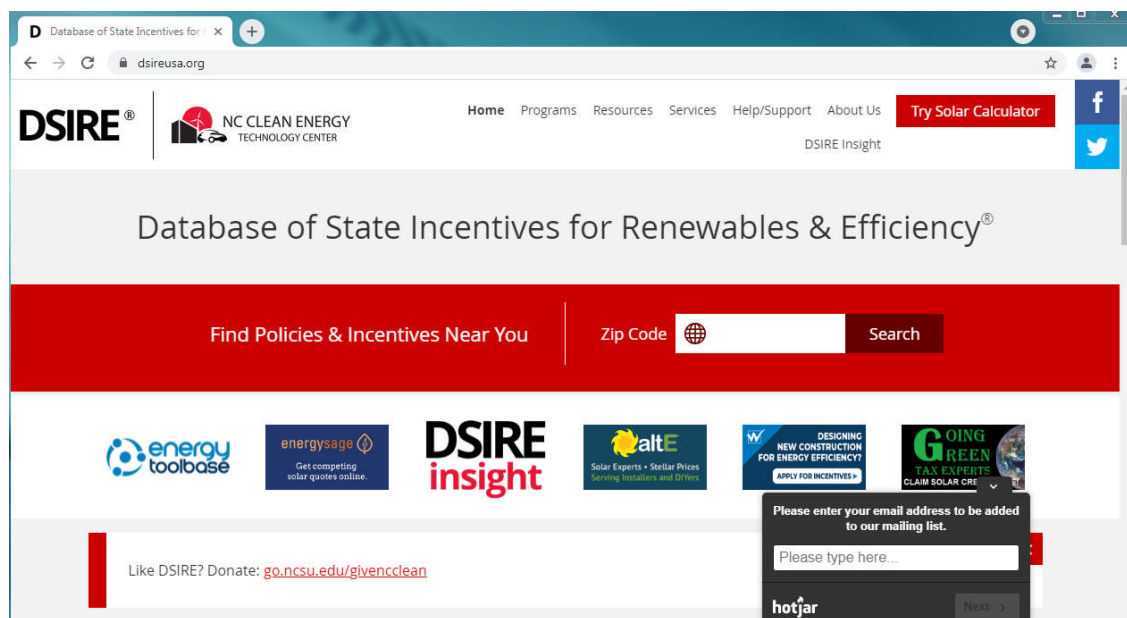 D Database of State Incentives for
dsireusa.org
DSIRE®
NC CLEAN ENERGY
TECHNOLOGY CENTER
Home Programs Resources Services Help/Support About Us
DSIRE Insight
Try Solar Calculator
Database of State Incentives for Renewables & Efficiency®
Find Policies & Incentives Near You
Zip Code
Search
energy
toolbase
energysage
Get competing
solar quotes online.
DSIRE
insight
altE
Solar Experts • Stellar Prices
Serving Installers and DIYers
DESIGNING
NEW CONSTRUCTION
FOR ENERGY EFFICIENCY?
APPLY FOR INCENTIVES
GOING
GREEN
TAX EXPERTS
CLAIM SOLAR CRE
Please enter your email address to be added
to our mailing list.
Please type here...
hotjar
Next
Like DSIRE? Donate: go.ncsu.edu/givencclean